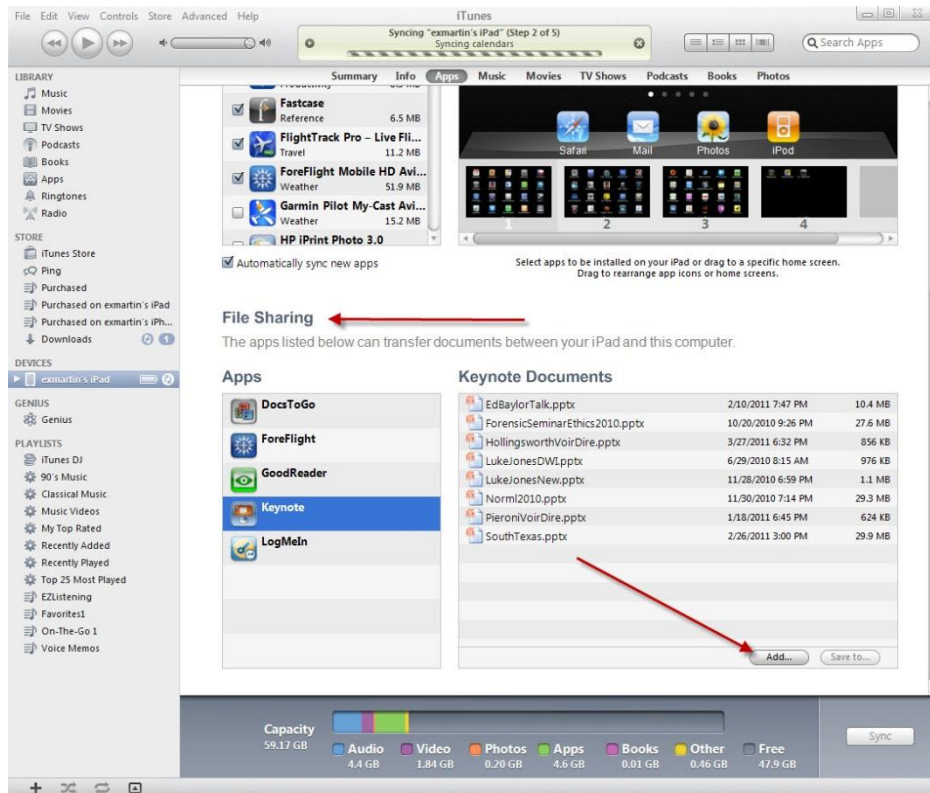 File Edit View Controls Store Advanced Help
iTunes
Syncing "exmartin's iPad" (Step 2 of 5)
Syncing calendars
Search Apps
LIBRARY
Music
Movies
TV Shows
Podcasts
Books
Apps
Ringtones
Radio
STORE
iTunes Store
Ping
Purchased
Purchased on exmartin's iPad
Purchased on exmartin's iPh...
Downloads 1
DEVICES
exmartin's iPad
GENIUS
Genius
PLAYLISTS
iTunes DJ
90's Music
Classical Music
Music Videos
My Top Rated
Recently Added
Recently Played
Top 25 Most Played
EZListening
Favorites1
On-The-Go 1
Voice Memos
Summary Info Apps Music Movies TV Shows Podcasts Books Photos
Fastcase
Reference 6.5 MB
FlightTrack Pro – Live Fli...
Travel 11.2 MB
ForeFlight Mobile HD Avi...
Weather 51.9 MB
Garmin Pilot My-Cast Avi...
Weather 15.2 MB
HP iPrint Photo 3.0
Safari Mail Photos iPod
1 2 3 4
Automatically sync new apps
Select apps to be installed on your iPad or drag to a specific home screen.
Drag to rearrange app icons or home screens.
File Sharing
The apps listed below can transfer documents between your iPad and this computer.
Apps
DocsToGo
ForeFlight
GoodReader
Keynote
LogMeIn
Keynote Documents
EdBaylorTalk.pptx 2/10/2011 7:47 PM 10.4 MB
ForensicSeminarEthics2010.pptx 10/20/2010 9:26 PM 27.6 MB
HollingsworthVoirDire.pptx 3/27/2011 6:32 PM 856 KB
LukeJonesDWI.pptx 6/29/2010 8:15 AM 976 KB
LukeJonesNew.pptx 11/28/2010 6:59 PM 1.1 MB
Norml2010.pptx 11/30/2010 7:14 PM 29.3 MB
PieroniVoirDire.pptx 1/18/2011 6:45 PM 624 KB
SouthTexas.pptx 2/26/2011 3:00 PM 29.9 MB
Add... Save to...
Capacity
59.17 GB
Audio Video Photos Apps Books Other Free
4.4 GB 1.84 GB 0.20 GB 4.6 GB 0.01 GB 0.46 GB 47.9 GB
Sync